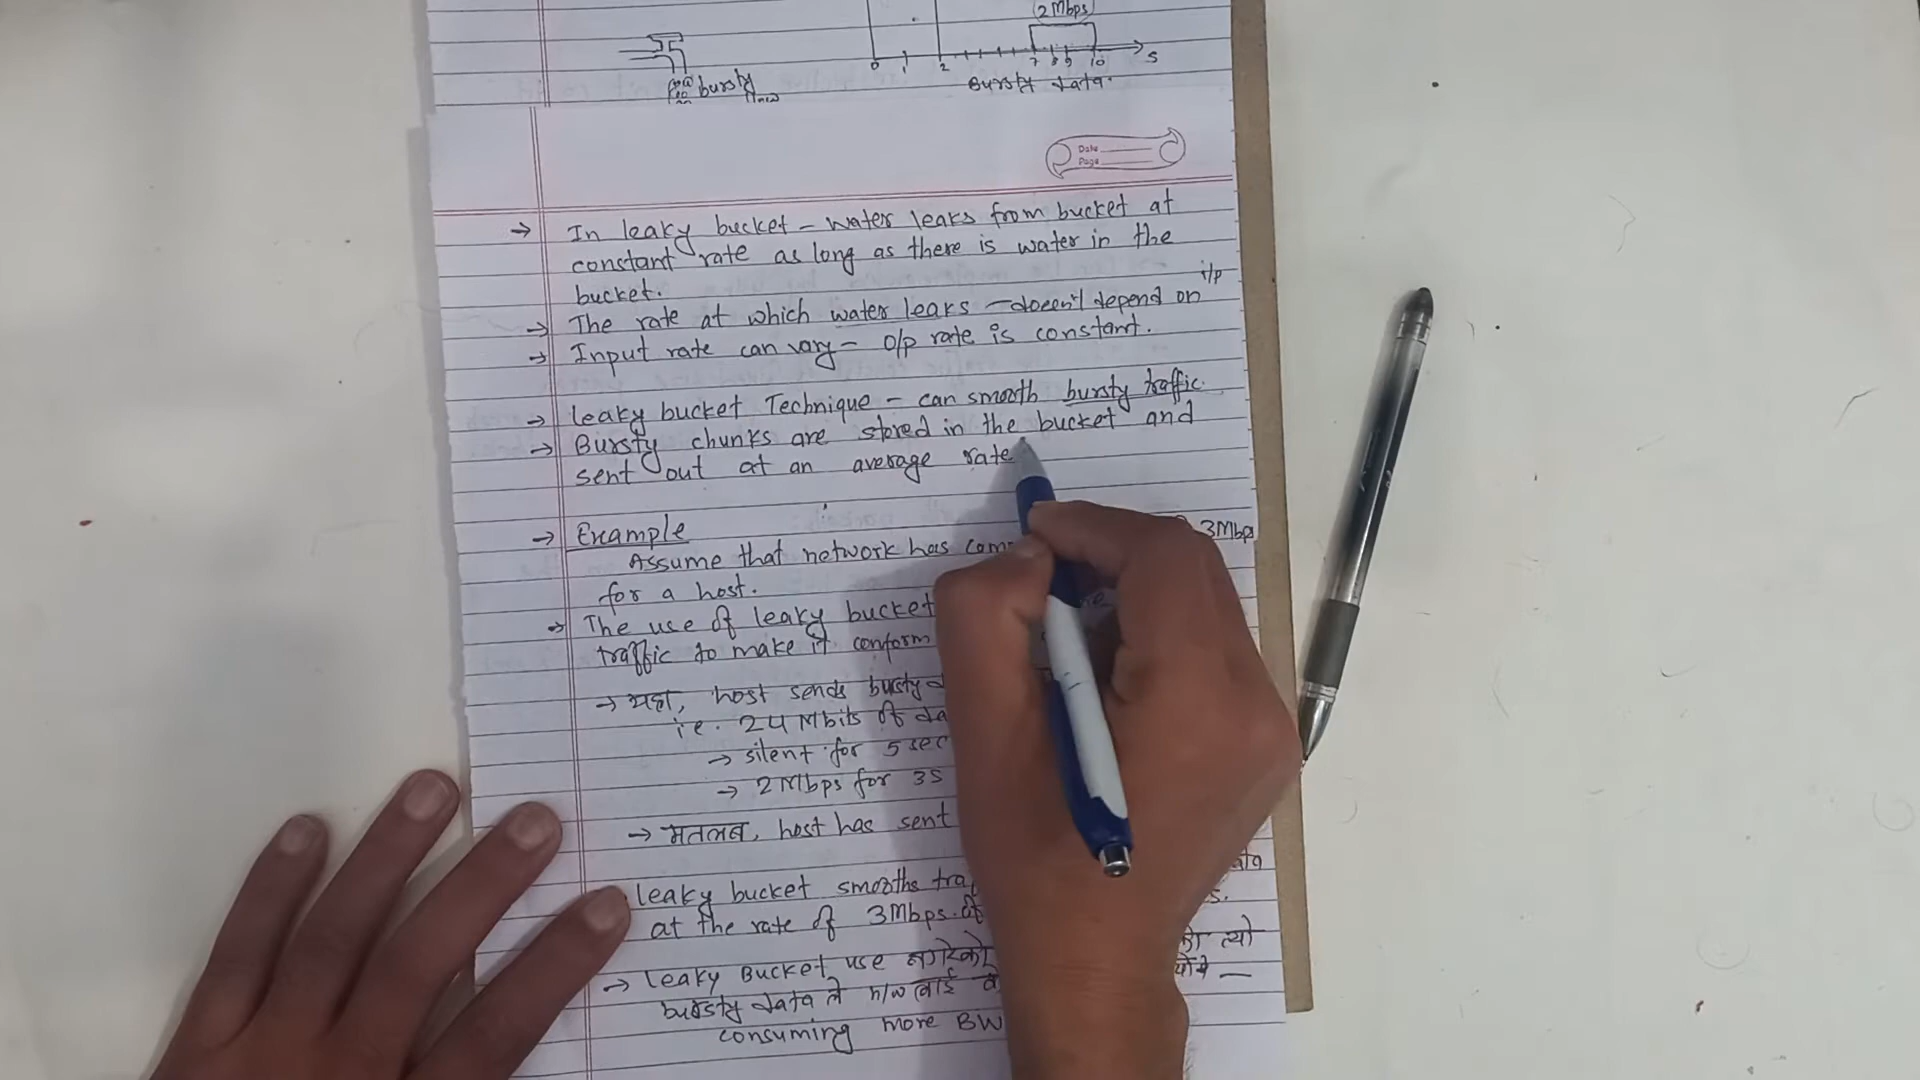 (2 Mbps)
0 1 2 7 8 9 10 s
bursty
Bursty data.
flow
Date
Page
→ In leaky bucket - water leaks from bucket at
constant rate as long as there is water in the
bucket.
i/p
→ The rate at which water leaks - doesn't depend on
→ Input rate can vary - o/p rate is constant.
→ leaky bucket Technique - can smooth bursty traffic.
→ Bursty chunks are stored in the bucket and
sent out at an average rate
→ Example
3Mbps
Assume that network has
for a host.
→ The use of leaky bucket
traffic to make it conform
→ यहा, host sends bursty
i.e. 24 Mbits of
→ silent for 5 sec
→ 2 Mbps for 3s
→ मतलब, host has sent
leaky bucket smooths
at the rate of 3Mbps.
→ leaky Bucket use नगरेको त्यो
bursty data ले n/w लाई
consuming more BW